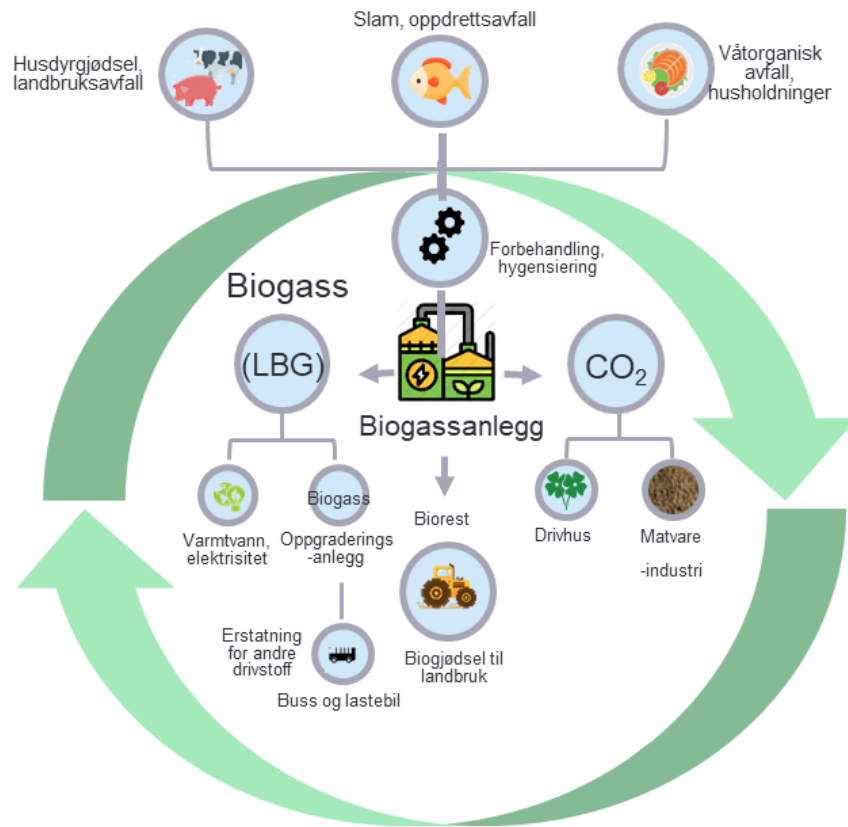 Slam, oppdrettsavfall
Husdyrgjødsel,
landbruksavfall
Våtorganisk
avfall,
husholdninger
Forbehandling,
hygensiering
Biogass
(LBG)
CO₂
Biogassanlegg
Varmtvann,
elektrisitet
Biogass
Oppgraderings
-anlegg
Biorest
Drivhus
Matvare
-industri
Erstatning
for andre
drivstoff
Buss og lastebil
Biogjødsel til
landbruk